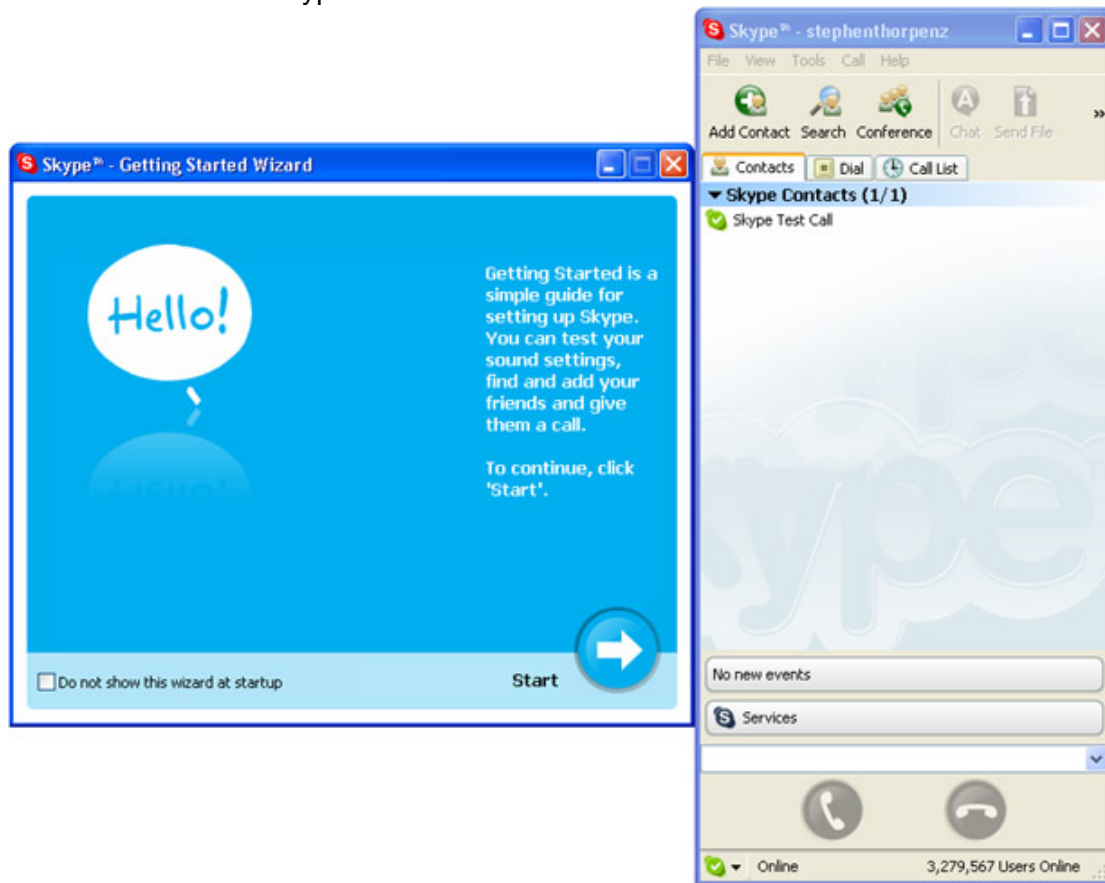 ype
Skype™ - Getting Started Wizard
Hello!
Getting Started is a
simple guide for
setting up Skype.
You can test your
sound settings,
find and add your
friends and give
them a call.
To continue, click
'Start'.
Do not show this wizard at startup
Start
Skype™ - stephenthorpenz
File View Tools Call Help
Add Contact Search Conference Chat Send File »
Contacts Dial Call List
Skype Contacts (1/1)
Skype Test Call
No new events
Services
Online 3,279,567 Users Online